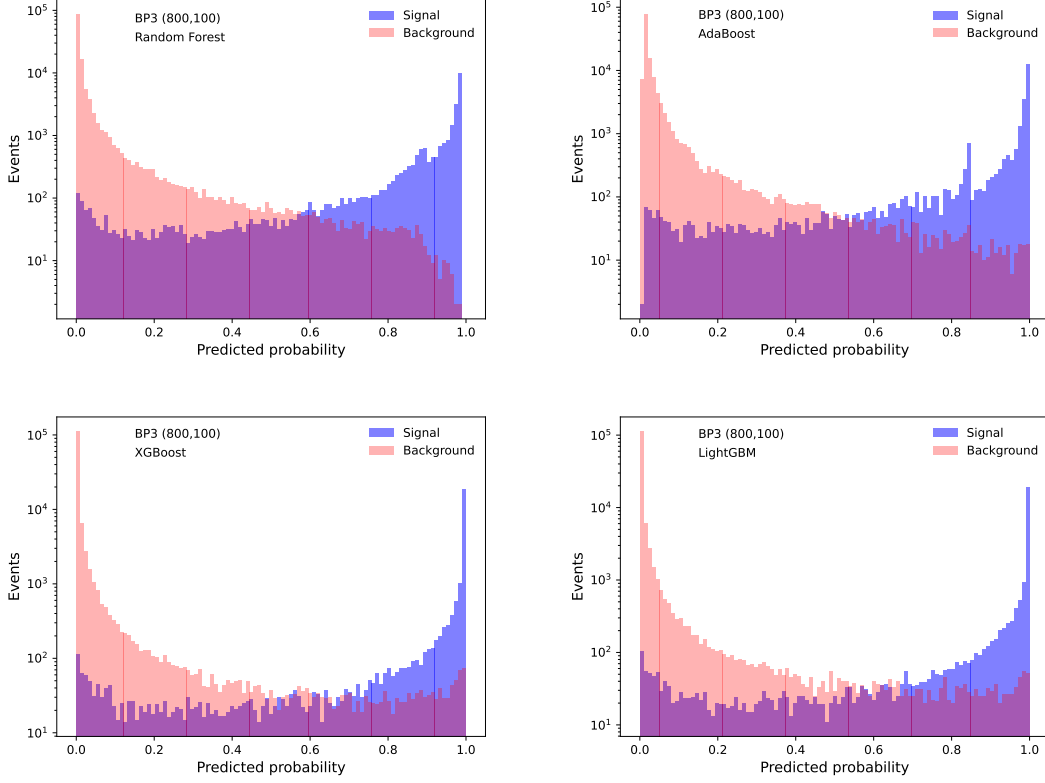 BP3 (800,100)
Random Forest
Signal
Background
10^5
10^4
10^3
10^2
10^1
Events
0.0 0.2 0.4 0.6 0.8 1.0
Predicted probability
BP3 (800,100)
AdaBoost
Signal
Background
10^5
10^4
10^3
10^2
10^1
Events
0.0 0.2 0.4 0.6 0.8 1.0
Predicted probability
BP3 (800,100)
XGBoost
Signal
Background
10^5
10^4
10^3
10^2
10^1
Events
0.0 0.2 0.4 0.6 0.8 1.0
Predicted probability
BP3 (800,100)
LightGBM
Signal
Background
10^5
10^4
10^3
10^2
10^1
Events
0.0 0.2 0.4 0.6 0.8 1.0
Predicted probability